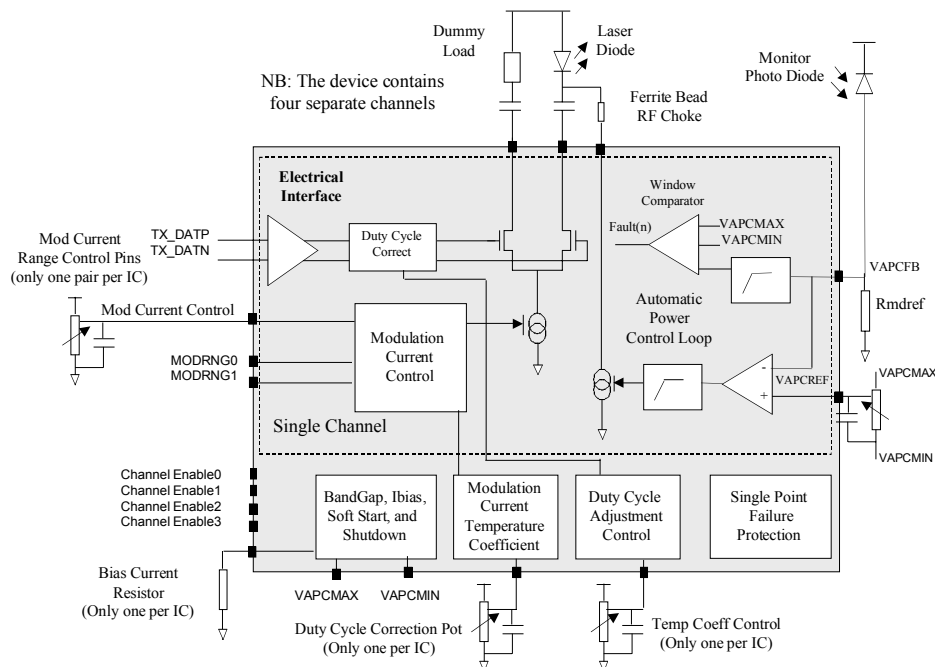 Dummy
Load
Laser
Diode
Monitor
Photo Diode
NB: The device contains
four separate channels
Ferrite Bead
RF Choke
Electrical
Interface
Window
Comparator
Fault(n)
VAPCMAX
VAPCMIN
TX_DATP
TX_DATN
Duty Cycle
Correct
Mod Current
Range Control Pins
(only one pair per IC)
VAPCFB
Rmdref
Mod Current Control
Modulation
Current
Control
Automatic
Power
Control Loop
MODRNG0
MODRNG1
-
+
VAPCREF
VAPCMAX
VAPCMIN
Single Channel
Channel Enable0
Channel Enable1
Channel Enable2
Channel Enable3
BandGap, Ibias,
Soft Start, and
Shutdown
Modulation
Current
Temperature
Coefficient
Duty Cycle
Adjustment
Control
Single Point
Failure
Protection
Bias Current
Resistor
(Only one per IC)
VAPCMAX
VAPCMIN
Duty Cycle Correction Pot
(Only one per IC)
Temp Coeff Control
(Only one per IC)